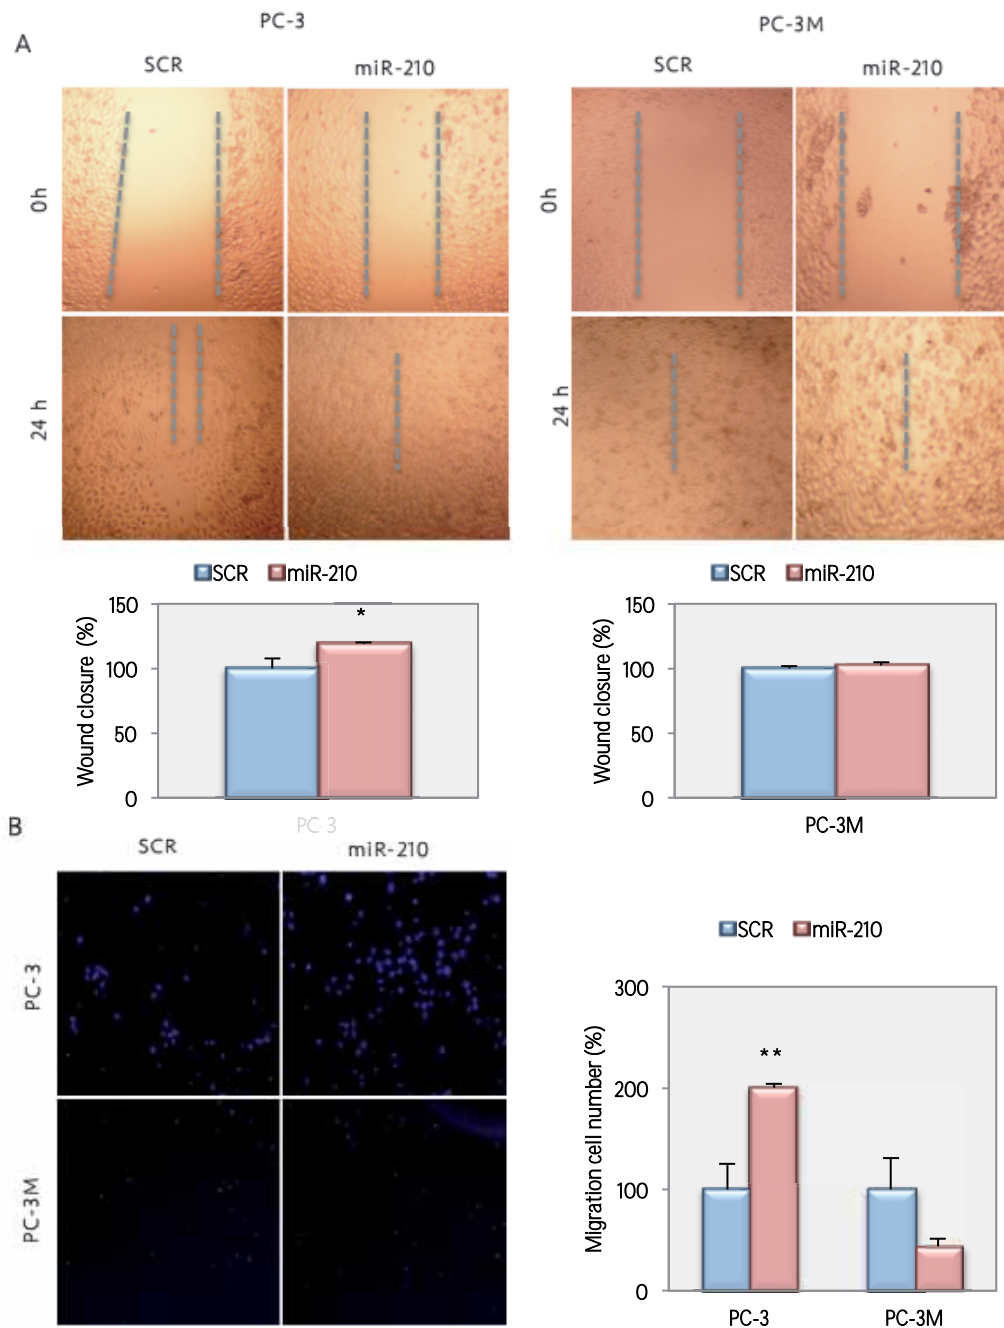 A
PC-3
SCR
miR-210
0h
24 h
PC-3M
SCR
miR-210
0h
24 h
SCR
miR-210
Wound closure (%)
150
*
100
50
0
PC-3
SCR
miR-210
Wound closure (%)
150
100
50
0
PC-3M
B
SCR
miR-210
PC-3
PC-3M
SCR
miR-210
Migration cell number (%)
300
**
200
100
0
PC-3
PC-3M